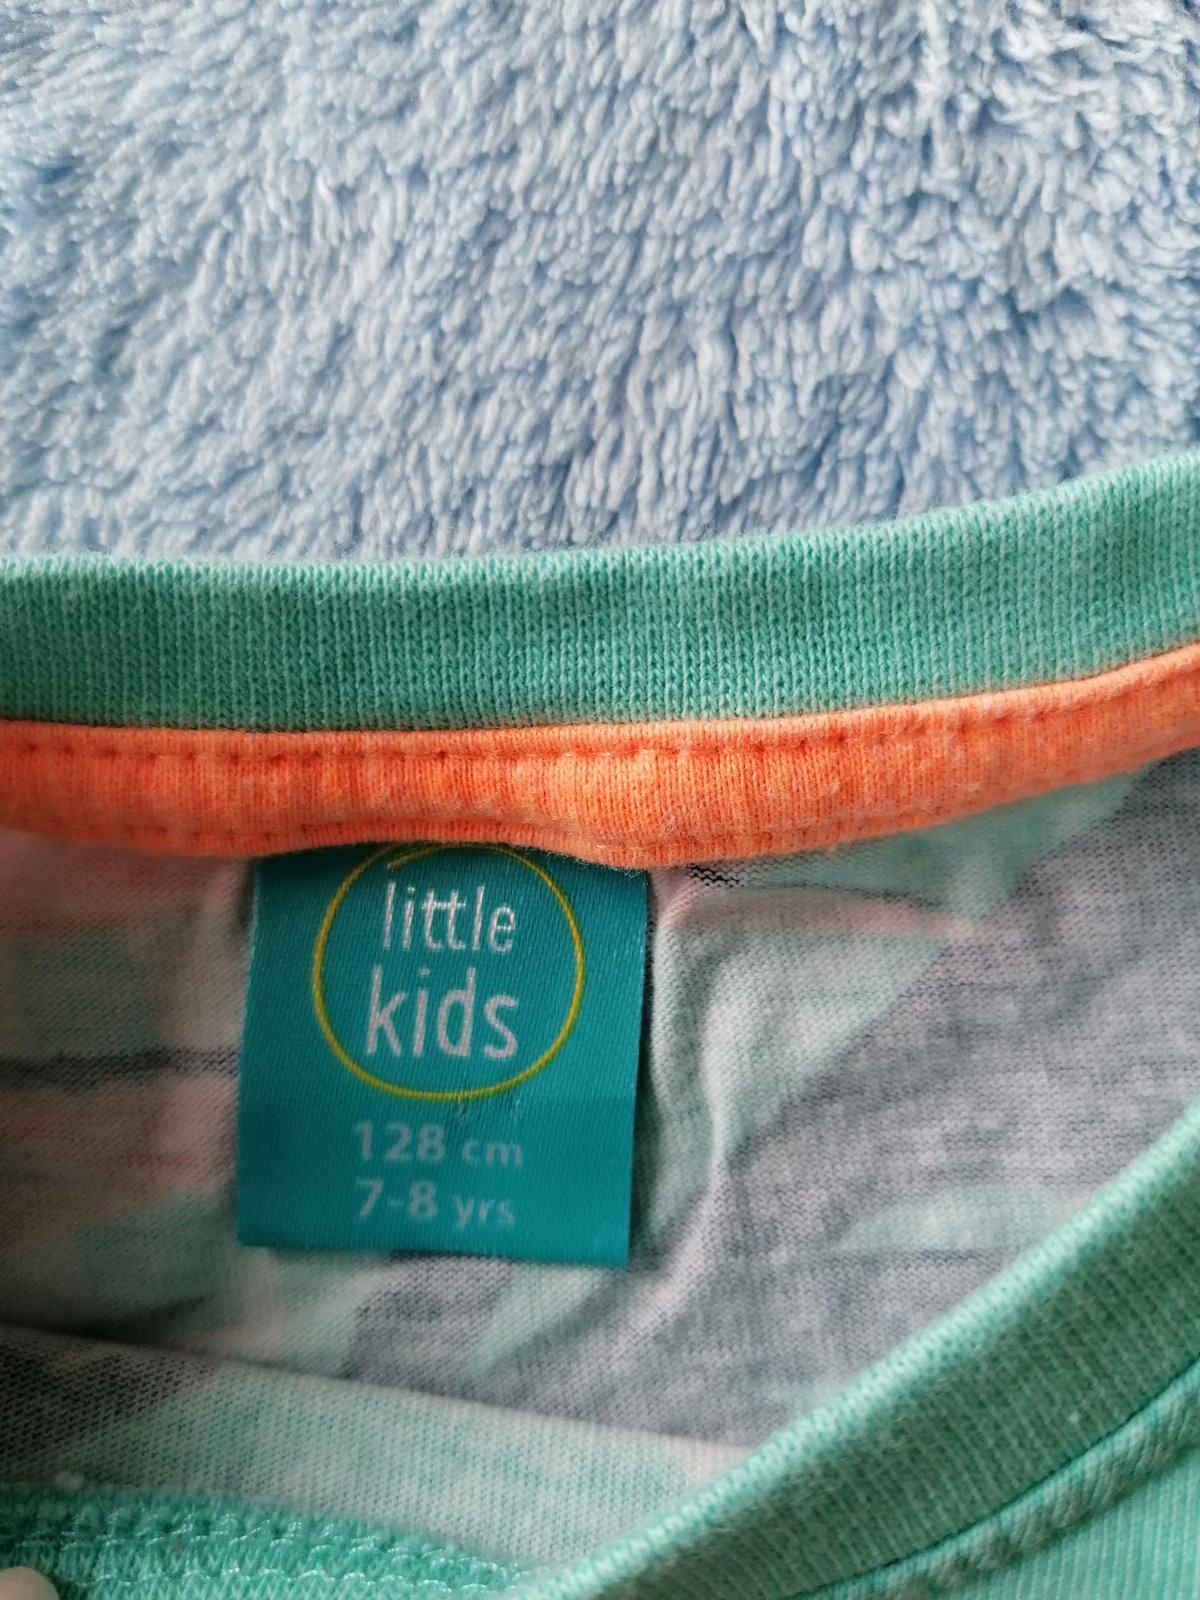 little
kids
128 cm
7-8 yrs